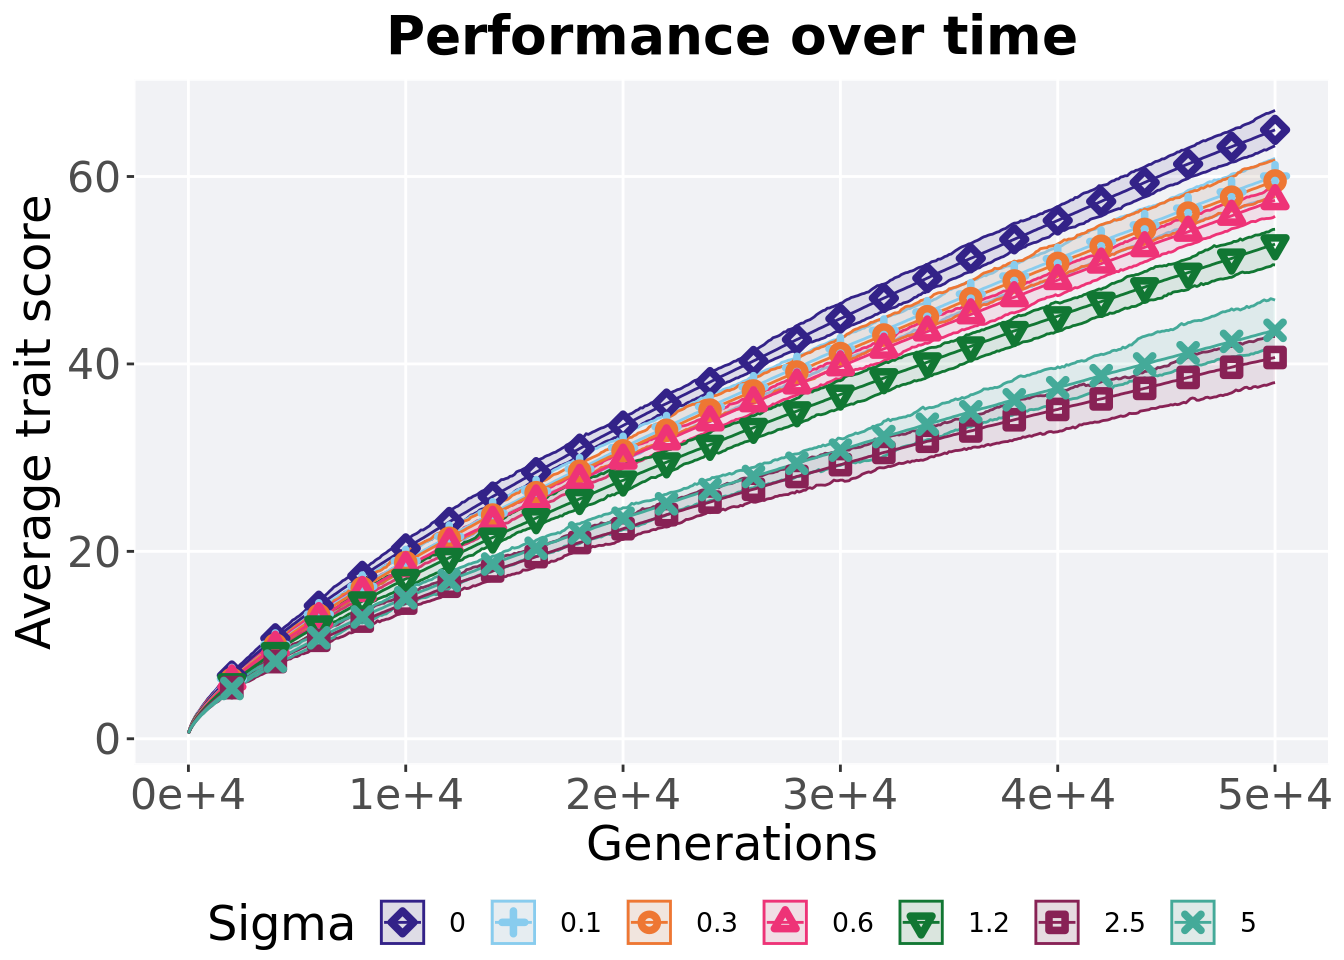 Performance over time
Average trait score
60
40
20
0
0e+4 1e+4 2e+4 3e+4 4e+4 5e+4
Generations
Sigma 0 0.1 0.3 0.6 1.2 2.5 5